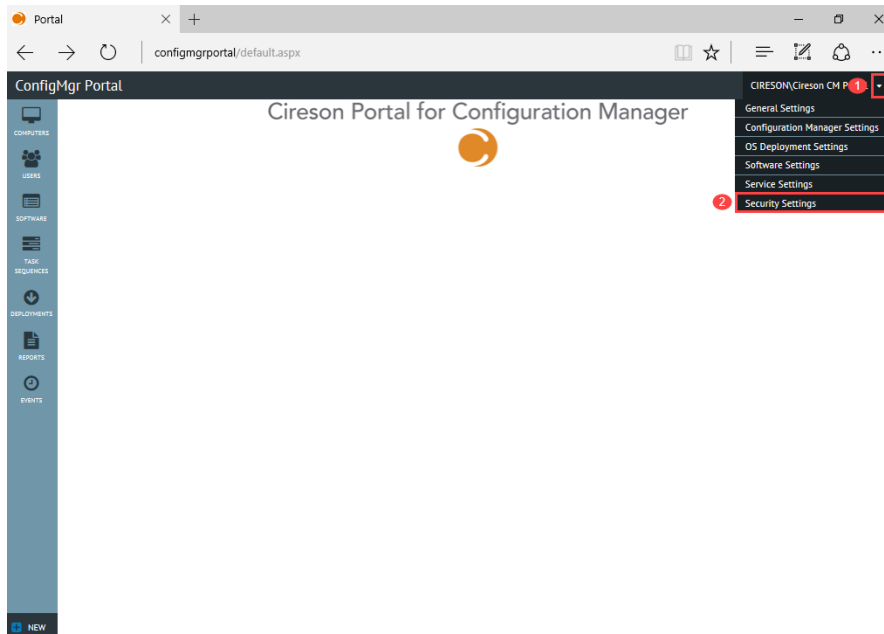 Portal
configmgrportal/default.aspx
ConfigMgr Portal
CIRESON\Cireson CM P
1
General Settings
Configuration Manager Settings
OS Deployment Settings
Software Settings
Service Settings
2
Security Settings
Cireson Portal for Configuration Manager
COMPUTERS
USERS
SOFTWARE
TASK
SEQUENCES
DEPLOYMENTS
REPORTS
EVENTS
NEW